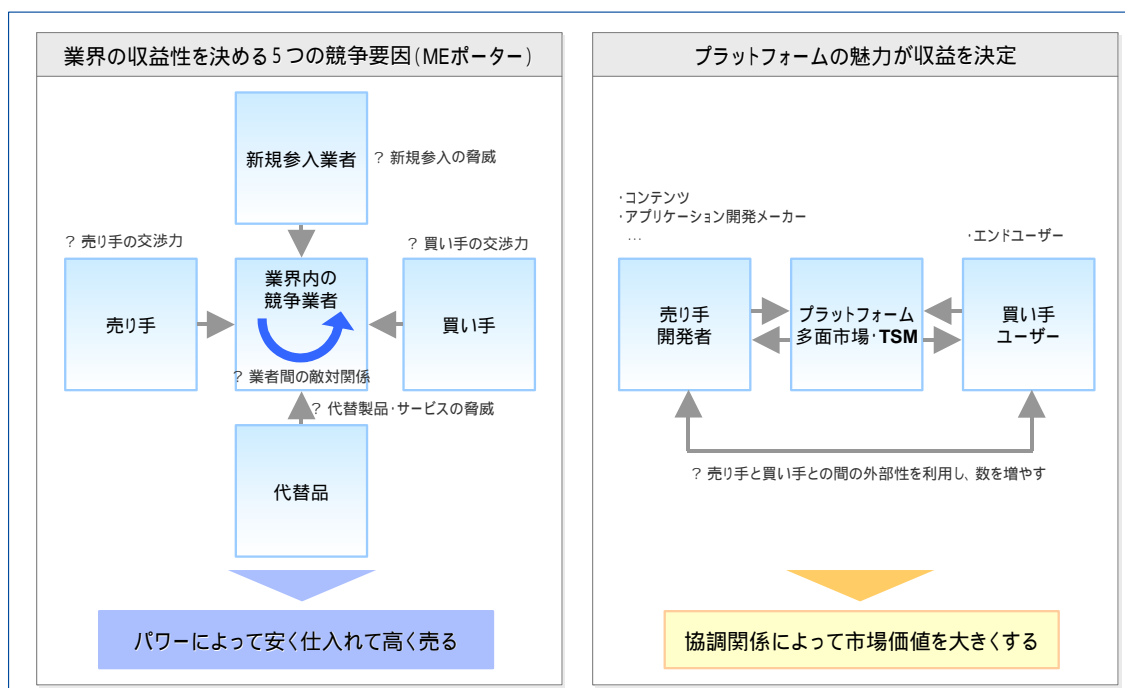 業界の収益性を決める5つの競争要因(MEポーター)
新規参入業者
? 新規参入の脅威
? 売り手の交渉力
? 買い手の交渉力
売り手
業界内の
競争業者
買い手
? 業者間の敵対関係
? 代替製品・サービスの脅威
代替品
パワーによって安く仕入れて高く売る
プラットフォームの魅力が収益を決定
・コンテンツ
・アプリケーション開発メーカー
…
・エンドユーザー
売り手
開発者
プラットフォーム
多面市場・TSM
買い手
ユーザー
? 売り手と買い手との間の外部性を利用し、数を増やす
協調関係によって市場価値を大きくする